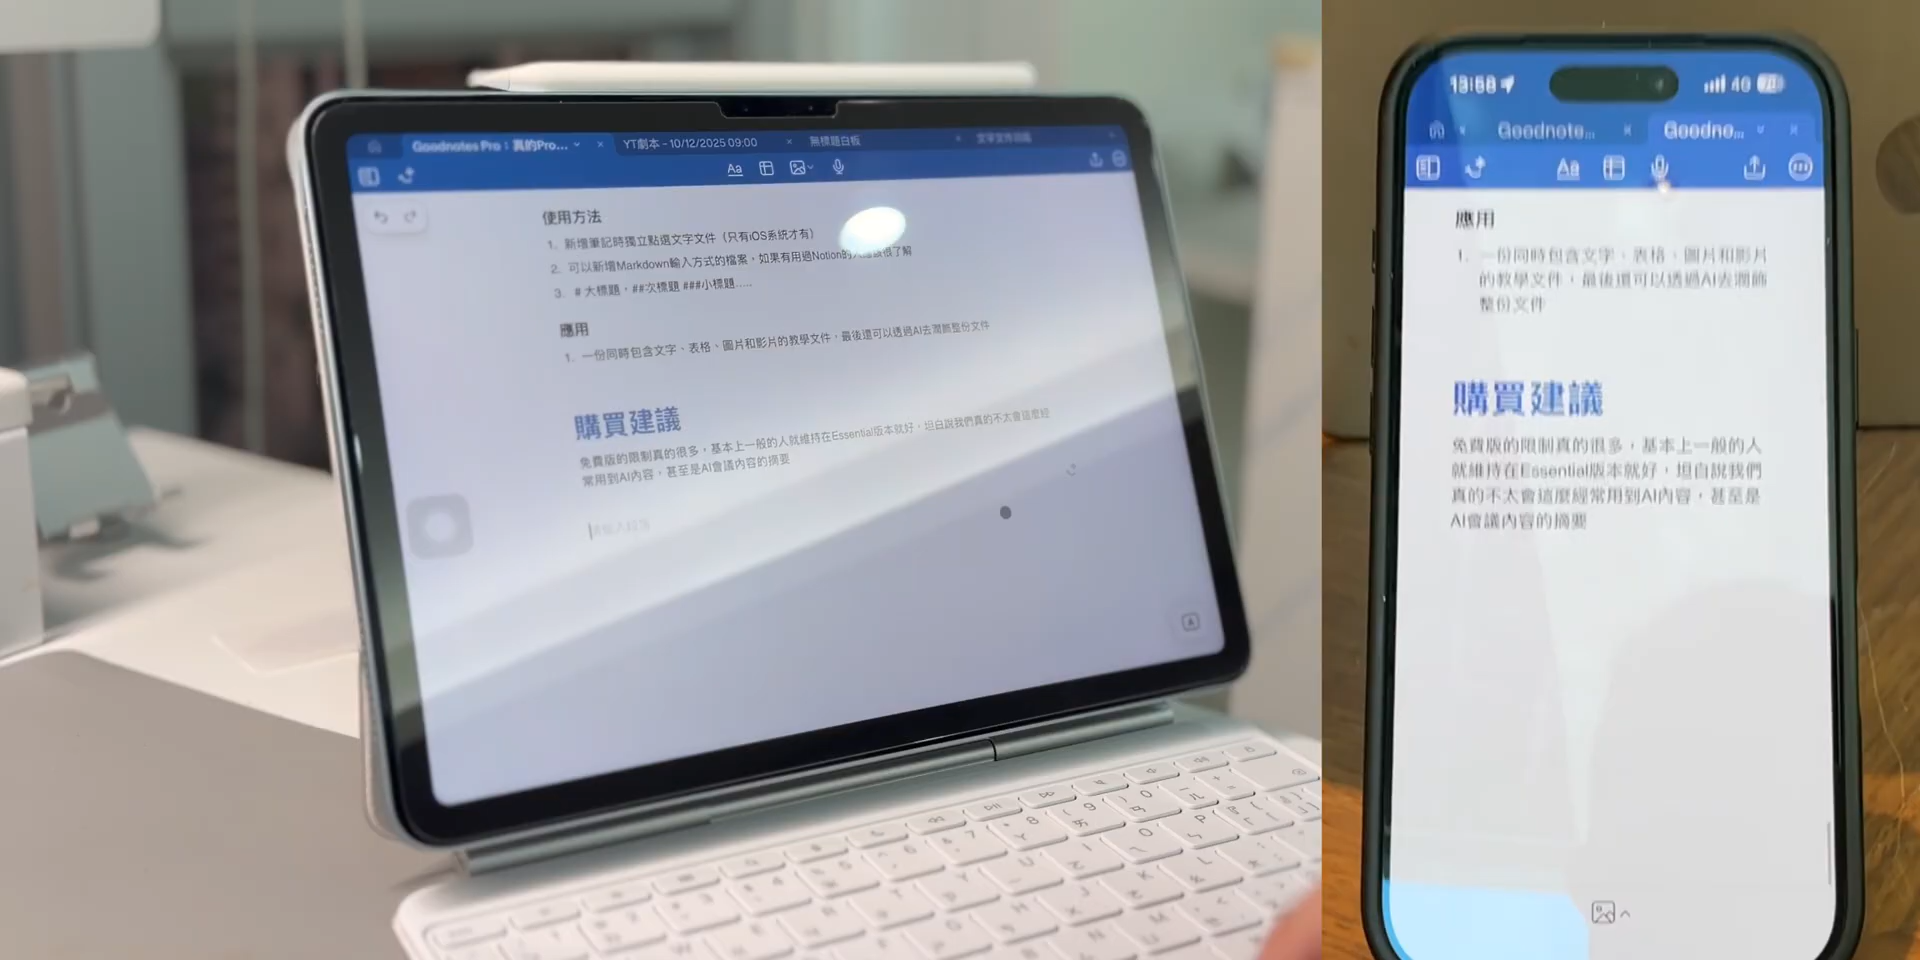 Goodnotes Pro：真的Pro...
YT劇本 - 10/12/2025 09:00
無標題白板
Aa
使用方法
1. 新增筆記時獨立點選文字文件（只有iOS系統才有）
2. 可以新增Markdown輸入方式的檔案，如果有用過Notion的
很了解
3. # 大標題，##次標題 ###小標題.....
應用
1. 一份同時包含文字、表格、圖片和影片的教學文件，最後還可以透過AI去潤飾整份文件
購買建議
免費版的限制真的很多，基本上一般的人就維持在Essential版本就好，坦白說我們真的不太會這麼經
常用到AI內容，甚至是AI會議內容的摘要
13:58
4G
Goodnote...
Goodno...
Aa
應用
1. 一份同時包含文字、表格、圖片和影片
的教學文件，最後還可以透過AI去潤飾
整份文件
購買建議
免費版的限制真的很多，基本上一般的人
就維持在Essential版本就好，坦白說我們
真的不太會這麼經常用到AI內容，甚至是
AI會議內容的摘要